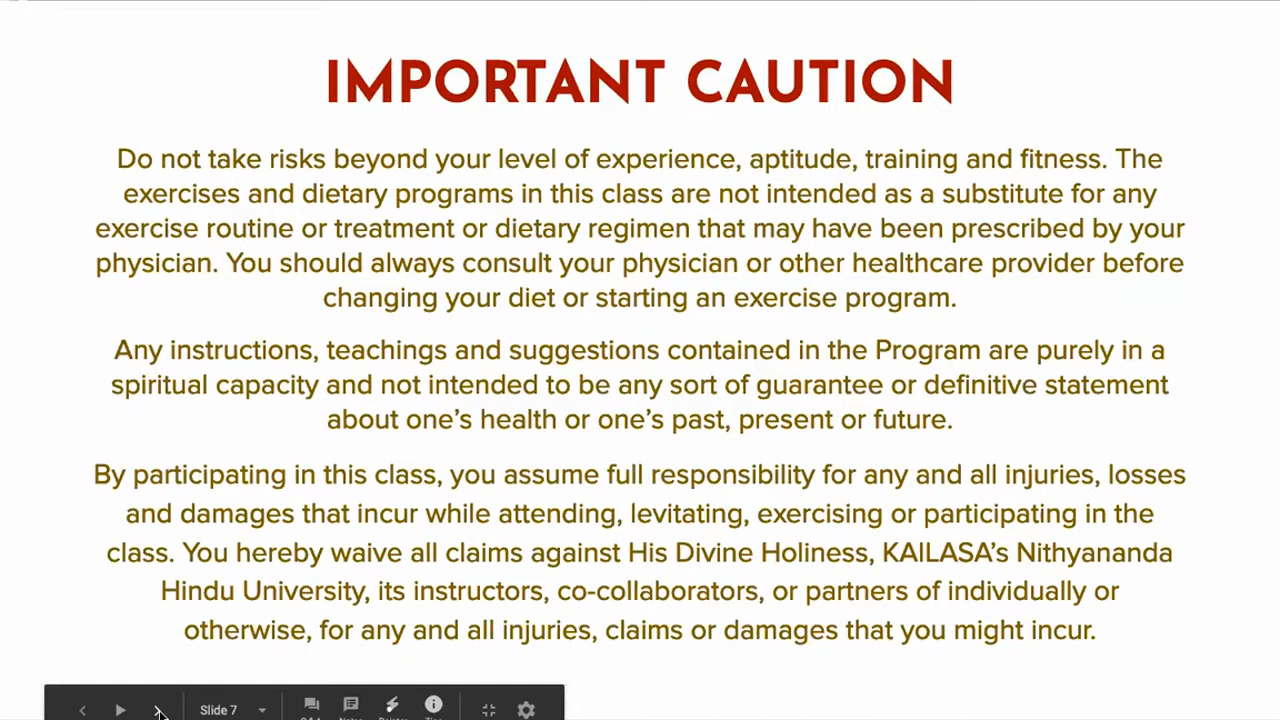 IMPORTANT CAUTION
Do not take risks beyond your level of experience, aptitude, training and fitness. The
exercises and dietary programs in this class are not intended as a substitute for any
exercise routine or treatment or dietary regimen that may have been prescribed by your
physician. You should always consult your physician or other healthcare provider before
changing your diet or starting an exercise program.
Any instructions, teachings and suggestions contained in the Program are purely in a
spiritual capacity and not intended to be any sort of guarantee or definitive statement
about one's health or one's past, present or future.
By participating in this class, you assume full responsibility for any and all injuries, losses
and damages that incur while attending, levitating, exercising or participating in the
class. You hereby waive all claims against His Divine Holiness, KAILASA's Nithyananda
Hindu University, its instructors, co-collaborators, or partners of individually or
otherwise, for any and all injuries, claims or damages that you might incur.
Slide 7